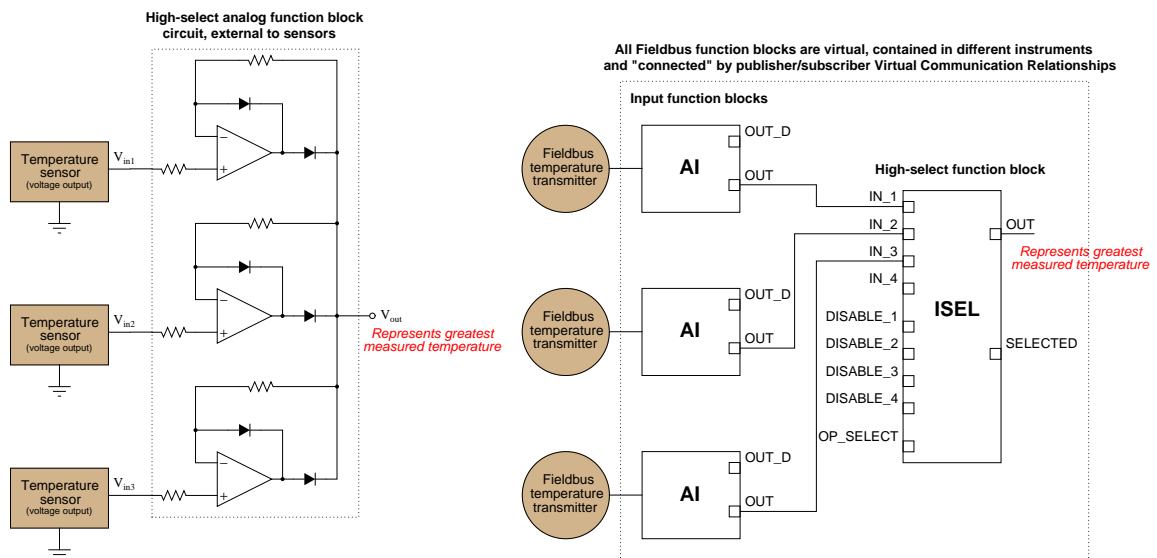 High-select analog function block
circuit, external to sensors
Temperature
sensor
(voltage output)
Vin1
−
+
Temperature
sensor
(voltage output)
Vin2
−
+
Vout
Represents greatest
measured temperature
Temperature
sensor
(voltage output)
Vin3
−
+
All Fieldbus function blocks are virtual, contained in different instruments
and "connected" by publisher/subscriber Virtual Communication Relationships
Input function blocks
Fieldbus
temperature
transmitter
AI
OUT_D
OUT
Fieldbus
temperature
transmitter
AI
OUT_D
OUT
Fieldbus
temperature
transmitter
AI
OUT_D
OUT
High-select function block
IN_1
IN_2
IN_3
IN_4
DISABLE_1
DISABLE_2
DISABLE_3
DISABLE_4
OP_SELECT
ISEL
OUT
Represents greatest
measured temperature
SELECTED